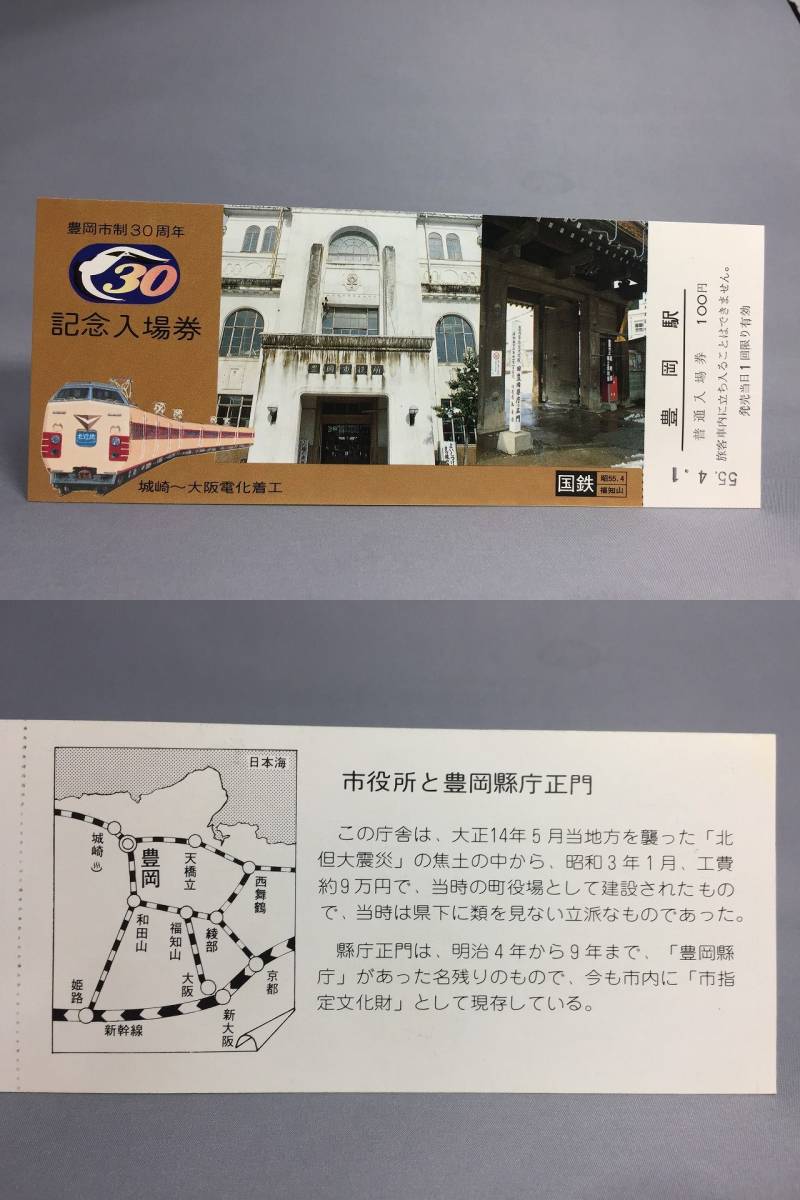 豊岡市制30周年
30
記念入場券
城崎〜大阪電化着工
豊岡市役所
国鉄
昭55.4
福知山
豊岡駅
普通入場券 100円
旅客車内に立ち入ることはできません。
発売当日1回限り有効
55.4.-1
日本海
城崎
豊岡
天橋立
西舞鶴
和田山
福知山
綾部
大阪
京都
姫路
新幹線
新大阪
市役所と豊岡縣庁正門
この庁舎は、大正14年5月当地方を襲った「北
但大震災」の焦土の中から、昭和3年1月、工費
約9万円で、当時の町役場として建設されたもの
で、当時は県下に類を見ない立派なものであった。
縣庁正門は、明治4年から9年まで、「豊岡縣
庁」があった名残りのもので、今も市内に「市指
定文化財」として現存している。